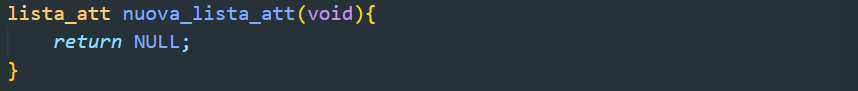 lista_att nuova_lista_att(void){
    return NULL;
}